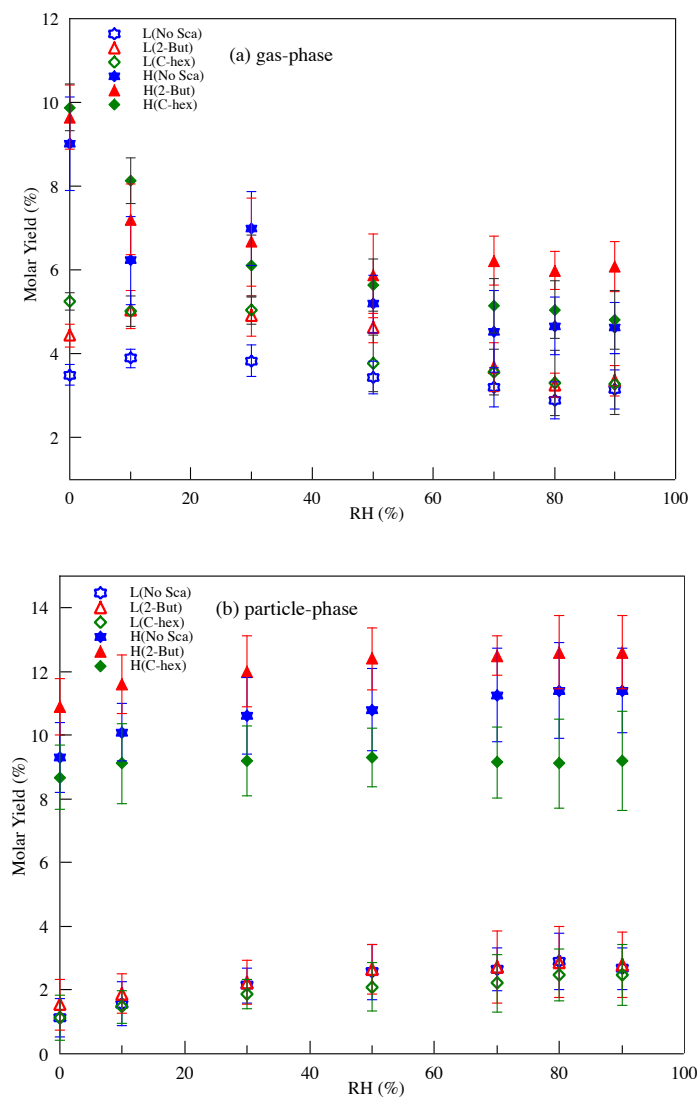 12
10
8
6
4
2
Molar Yield (%)
L(No Sca)
L(2-But)
L(C-hex)
H(No Sca)
H(2-But)
H(C-hex)
(a) gas-phase
0 20 40 60 80 100
RH (%)
14
12
10
8
6
4
2
0
Molar Yield (%)
L(No Sca)
L(2-But)
L(C-hex)
H(No Sca)
H(2-But)
H(C-hex)
(b) particle-phase
0 20 40 60 80 100
RH (%)